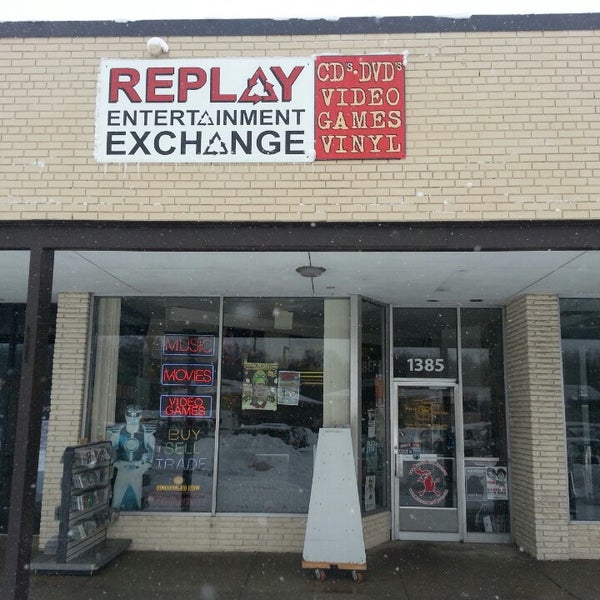 REPLAY
ENTERTAINMENT
EXCHANGE
CD's-DVD's
VIDEO
GAMES
VINYL
1385
MUSIC
MOVIES
VIDEO
GAMES
BUY
SELL
TRADE